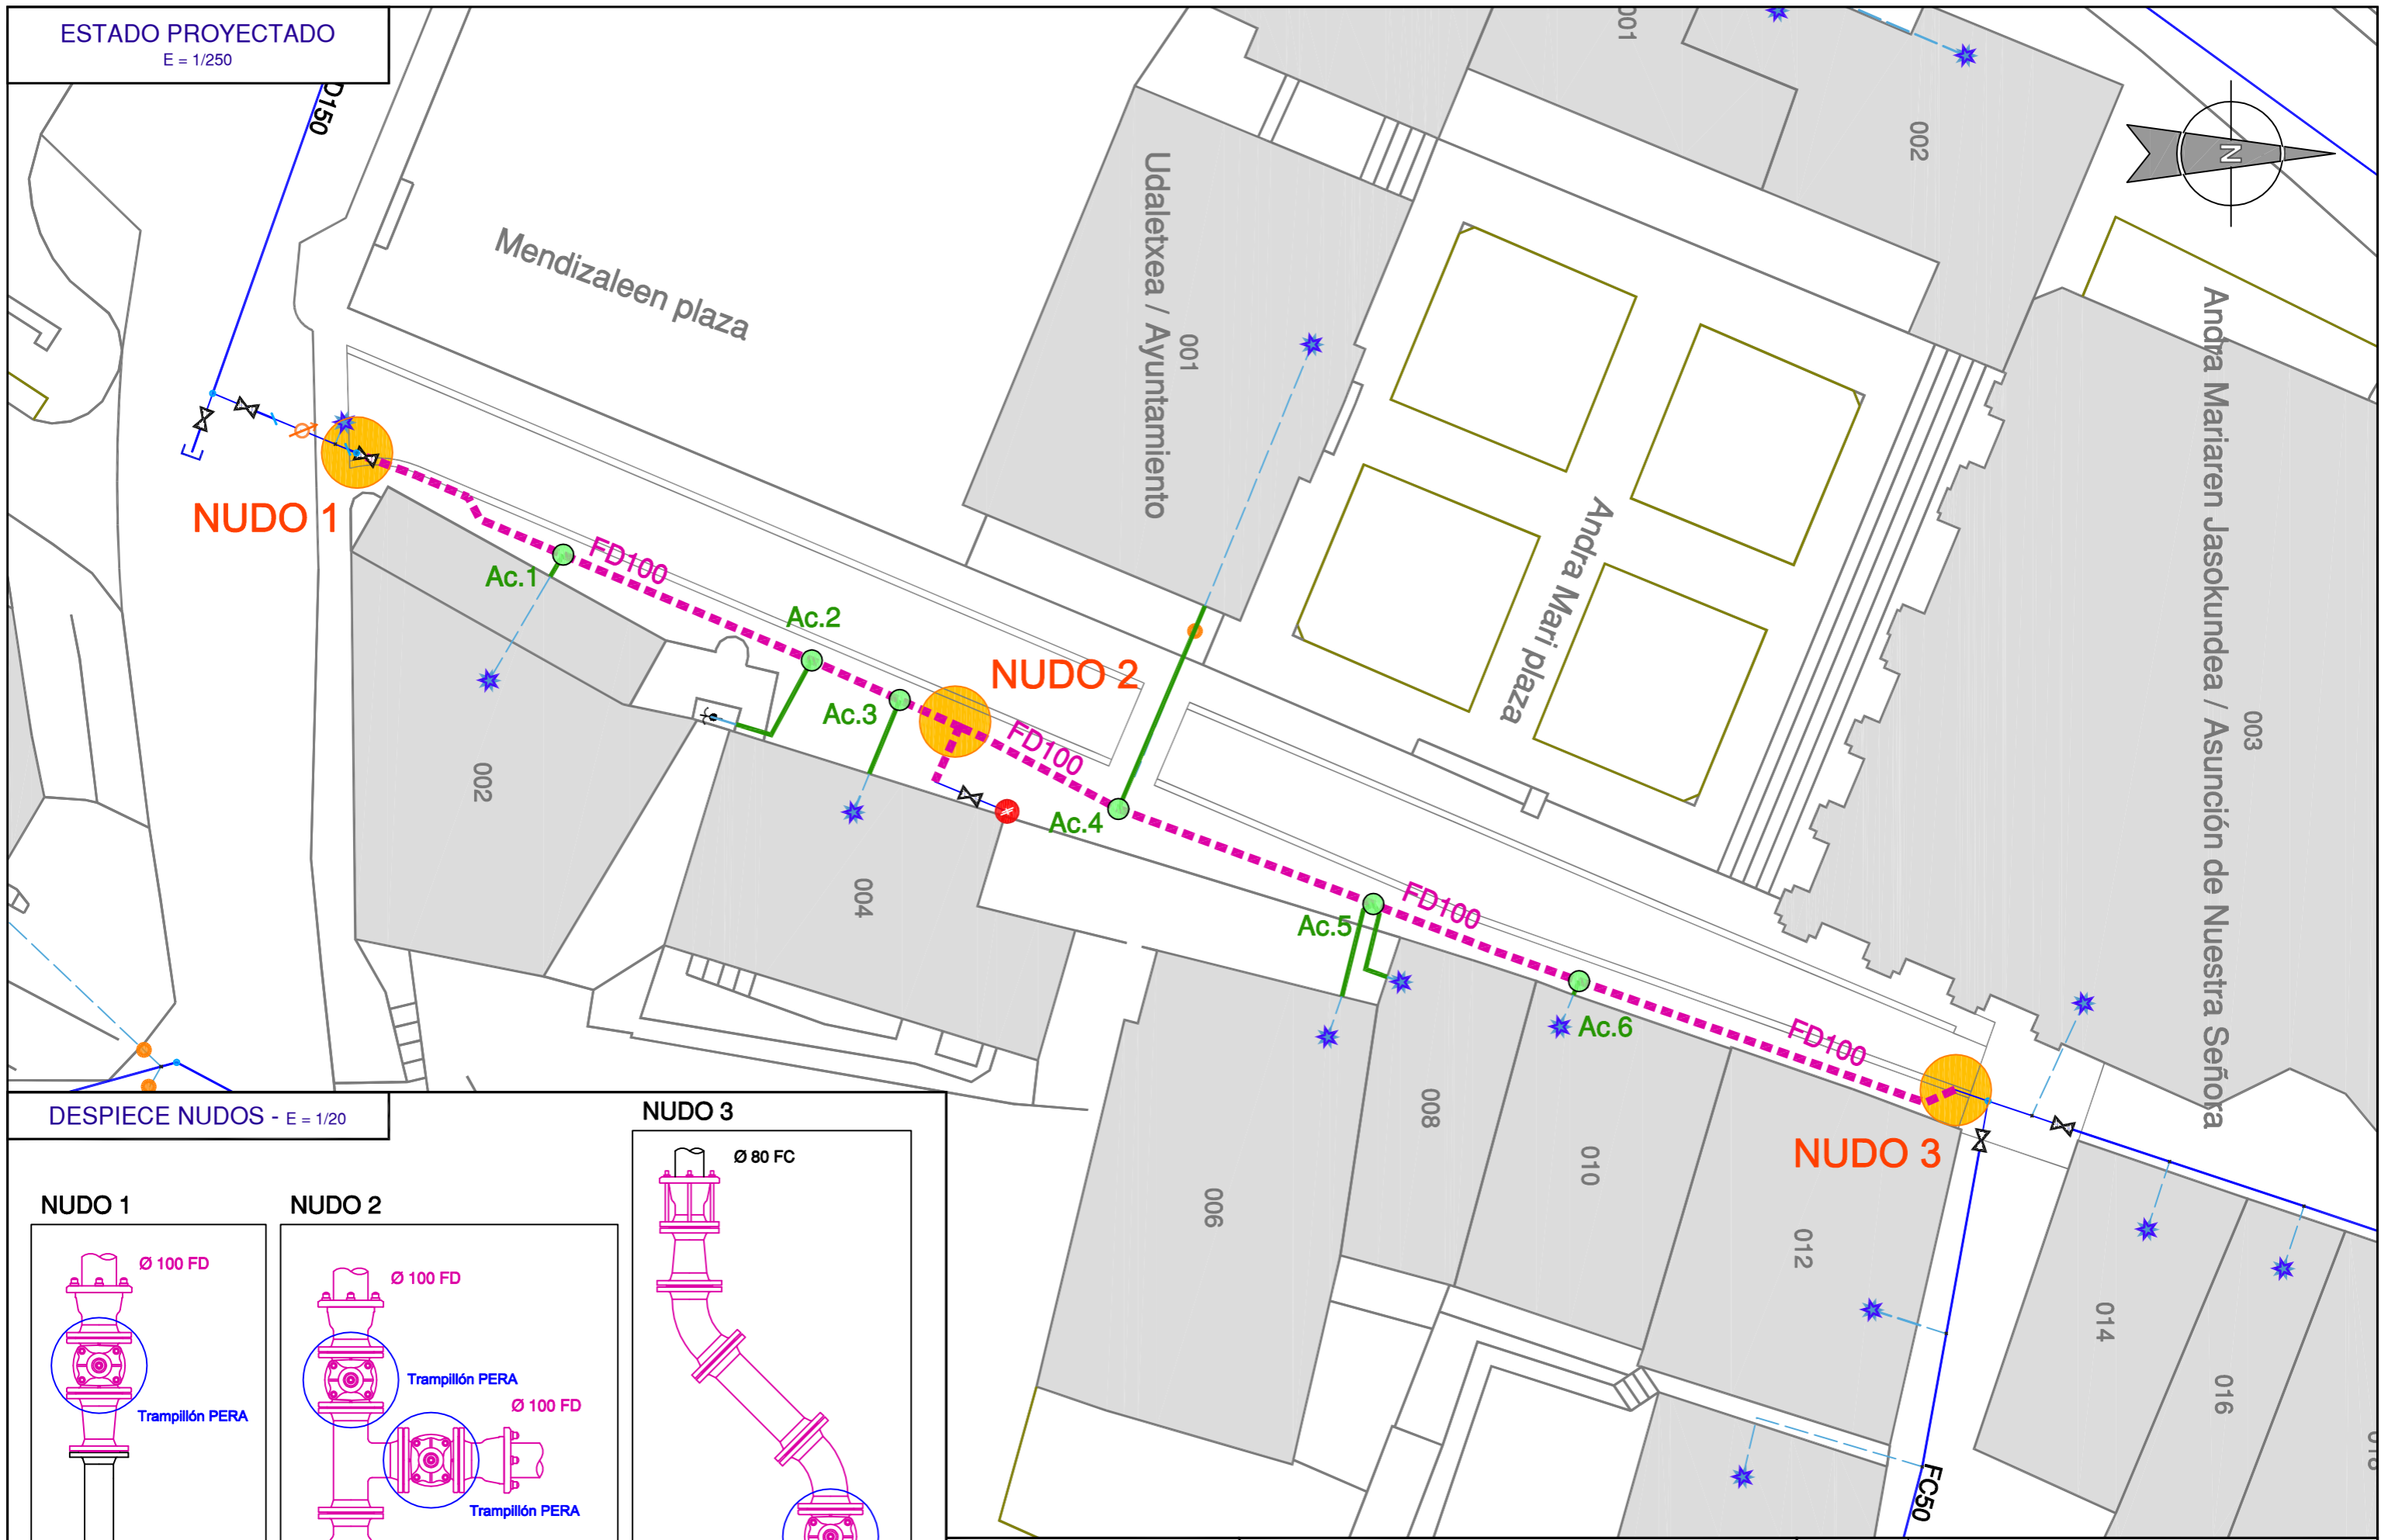 ESTADO PROYECTADO
E = 1/250
D150
001
002
N
Mendizaleen plaza
Udaletxea / Ayuntamiento
001
Andra Mari plaza
Andra Mariaren Jasokundea / Asunción de Nuestra Señora
003
NUDO 1
FD100
Ac.1
Ac.2
Ac.3
NUDO 2
FD100
Ac.4
002
004
Ac.5
FD100
Ac.6
FD100
NUDO 3
006
008
010
012
014
016
FC50
DESPIECE NUDOS - E = 1/20
NUDO 1
Ø 100 FD
Trampillón PERA
NUDO 2
Ø 100 FD
Trampillón PERA
Ø 100 FD
Trampillón PERA
NUDO 3
Ø 80 FC